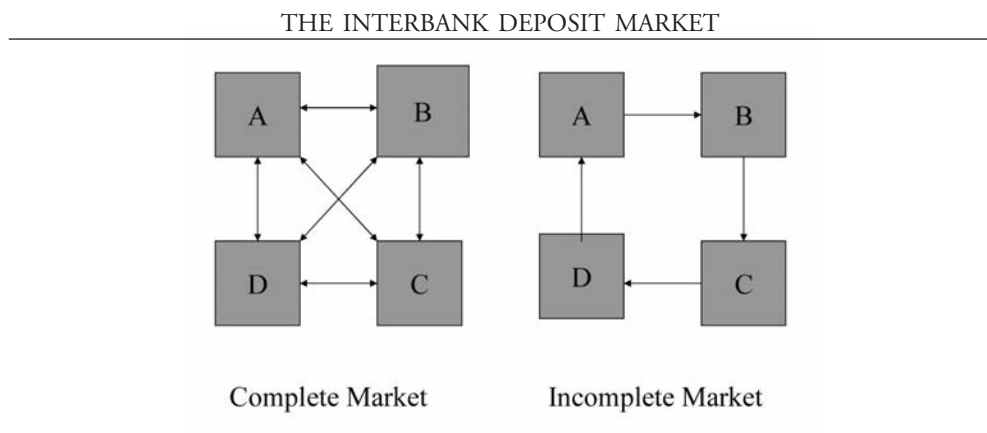 THE INTERBANK DEPOSIT MARKET
A B A B
D C D C
Complete Market Incomplete Market